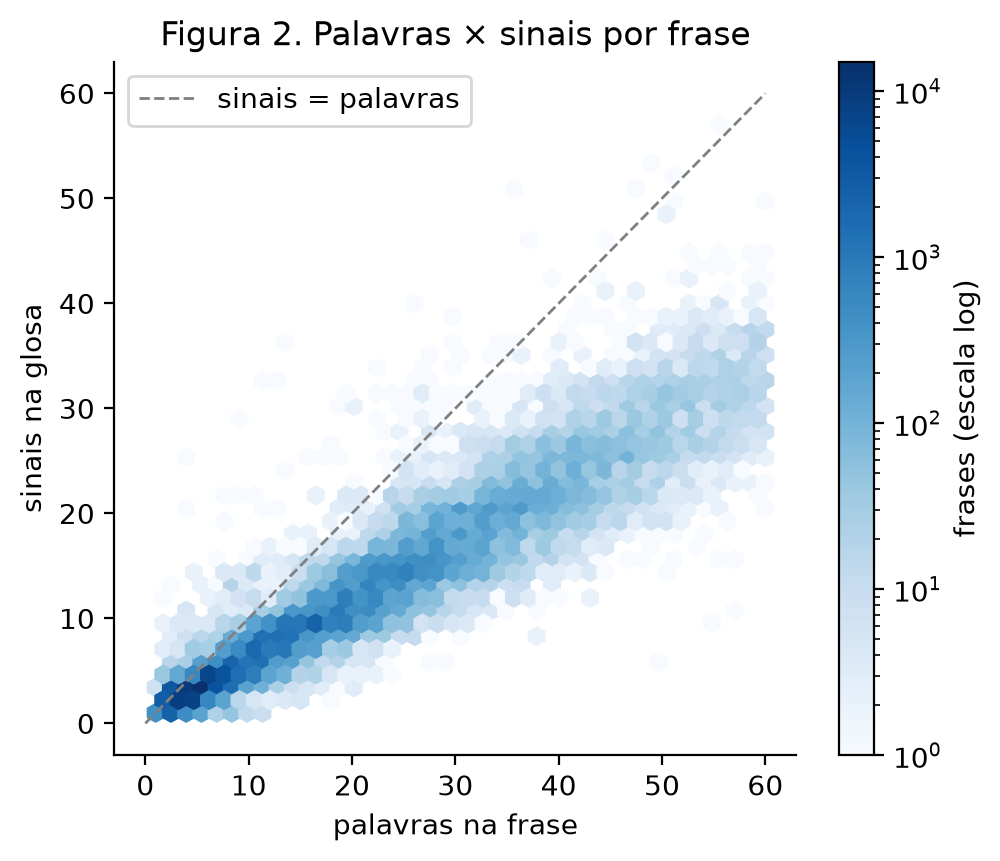 Figura 2. Palavras × sinais por frase
sinais = palavras
sinais na glosa
60
50
40
30
20
10
0
0 10 20 30 40 50 60
palavras na frase
10⁴
10³
10²
10¹
10⁰
frases (escala log)